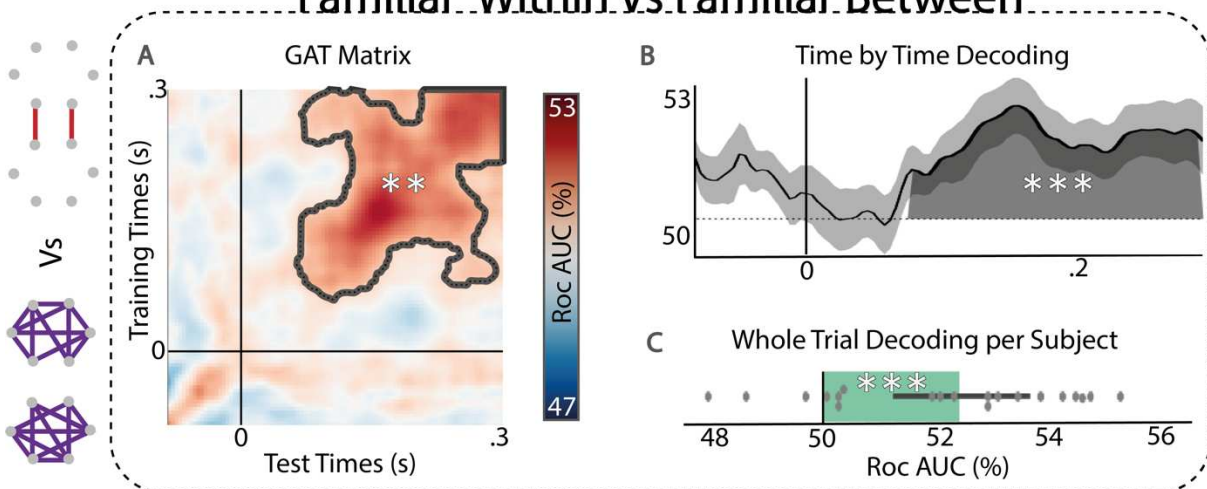 Familiar Within Vs Familiar Between
Vs
A
GAT Matrix
.3
Training Times (s)
**
0
0
.3
Test Times (s)
53
Roc AUC (%)
47
B
Time by Time Decoding
53
***
50
0
.2
C
Whole Trial Decoding per Subject
***
48 50 52 54 56
Roc AUC (%)